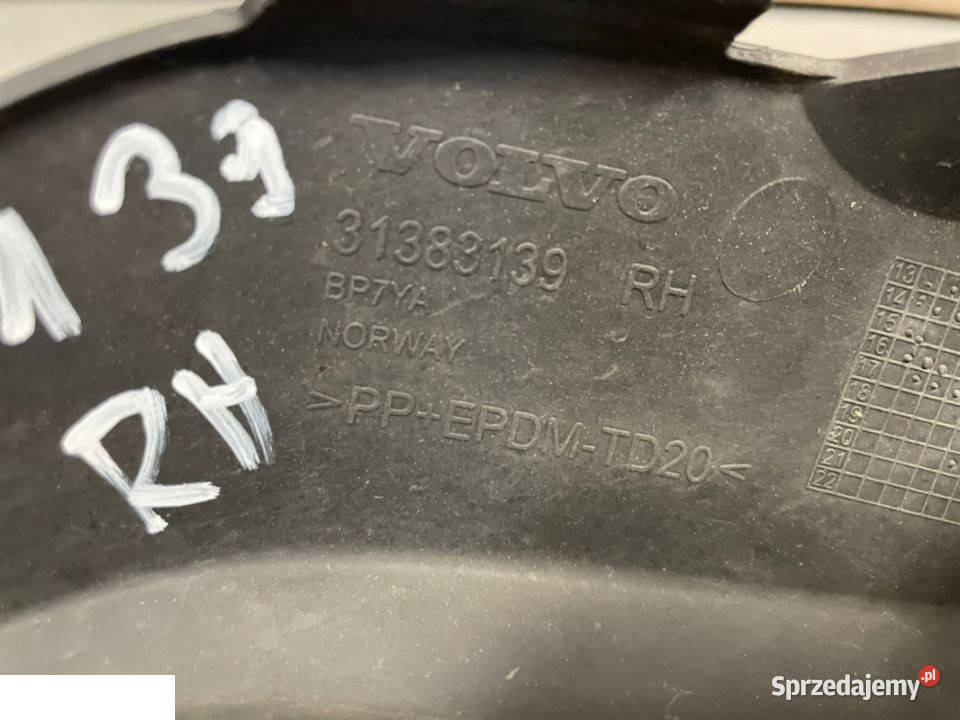 139
RH
VOLVO
31383139 RH
BP7YA
NORWAY
>PP+EPDM-TD20<
13
14
15
16
17
18
19
20
21
22
Sprzedajemy.pl